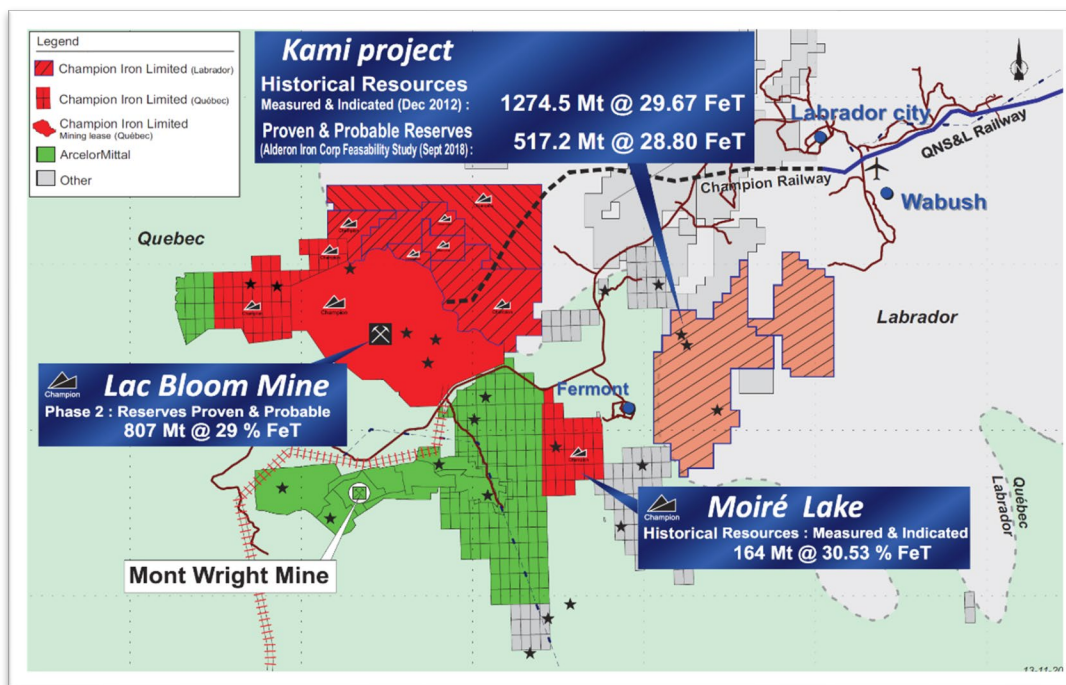 Legend
Champion Iron Limited (Labrador)
Champion Iron Limited (Québec)
Champion Iron Limited
Mining lease (Québec)
ArcelorMittal
Other
Kami project
Historical Resources
Measured & Indicated (Dec 2012) : 1274.5 Mt @ 29.67 FeT
Proven & Probable Reserves
(Alderon Iron Corp Feasability Study (Sept 2018) : 517.2 Mt @ 28.80 FeT
N
Labrador city
QNS&L Railway
Champion Railway
Wabush
Quebec
Labrador
Champion
Lac Bloom Mine
Champion
Phase 2 : Reserves Proven & Probable
807 Mt @ 29 % FeT
Fermont
Moiré Lake
Champion
Historical Resources : Measured & Indicated
164 Mt @ 30.53 % FeT
Québec
Labrador
Mont Wright Mine